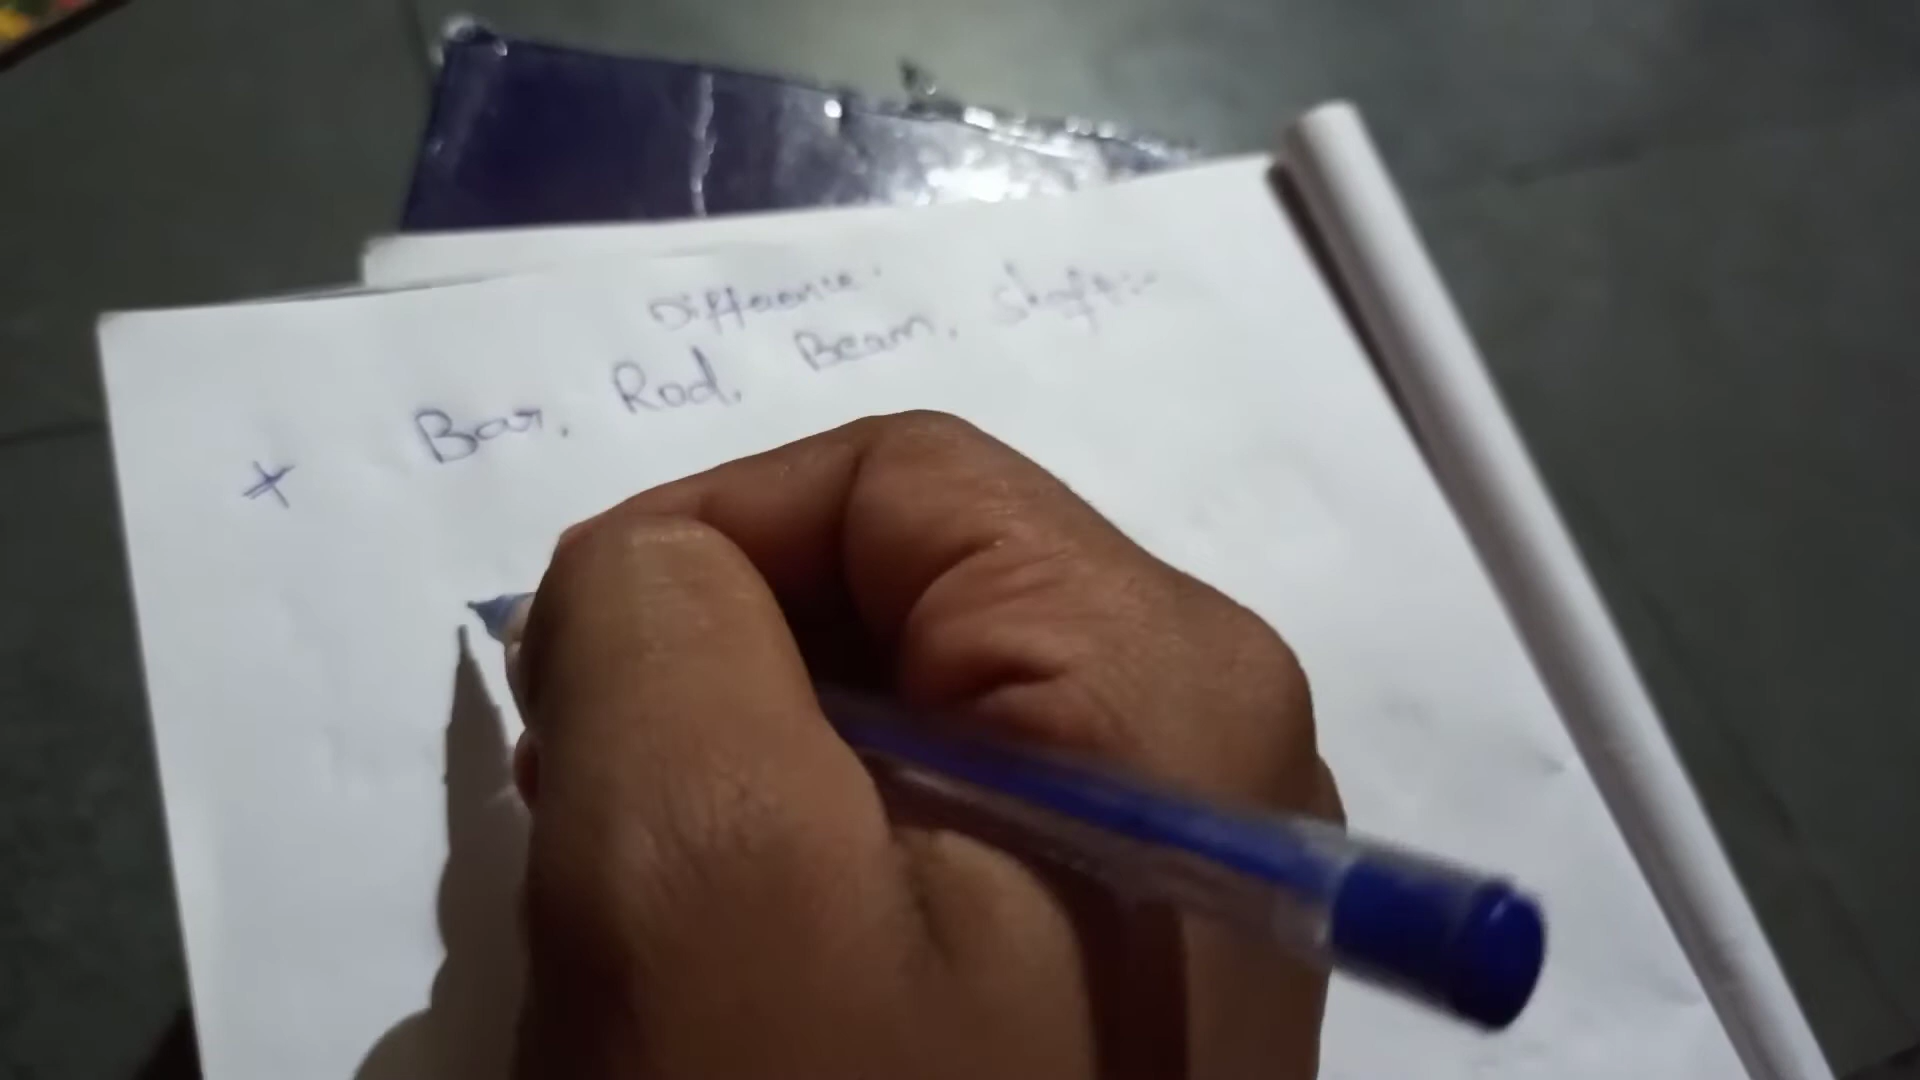 Difference.
* Bar, Rod, Beam, Shaft:-